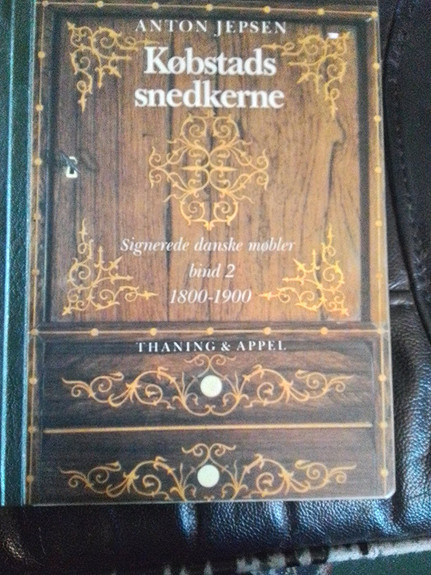 ANTON JEPSEN
Købstads
snedkerne
Signerede danske møbler
bind 2
1800-1900
THANING & APPEL